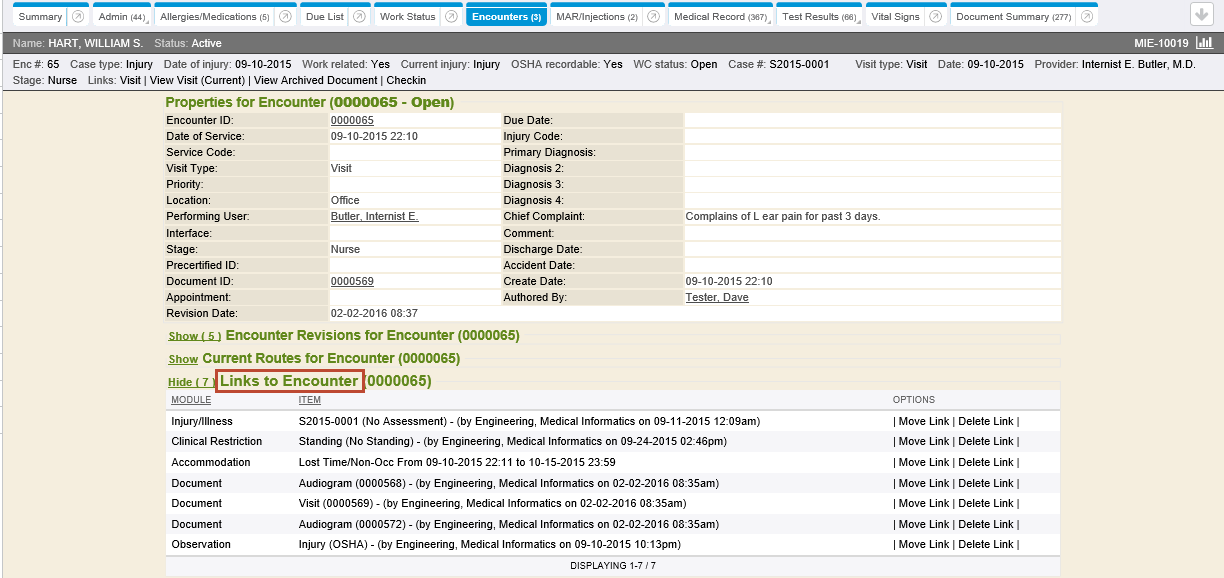 Summary Admin (44) Allergies/Medications (5) Due List Work Status Encounters (3) MAR/Injections (2) Medical Record (367) Test Results (66) Vital Signs Document Summary (277)
Name: HART, WILLIAM S. Status: Active MIE-10019
Enc #: 65 Case type: Injury Date of injury: 09-10-2015 Work related: Yes Current injury: Injury OSHA recordable: Yes WC status: Open Case #: S2015-0001 Visit type: Visit Date: 09-10-2015 Provider: Internist E. Butler, M.D.
Stage: Nurse Links: Visit | View Visit (Current) | View Archived Document | Checkin
Properties for Encounter (0000065 - Open)
Encounter ID: 0000065 Due Date:
Date of Service: 09-10-2015 22:10 Injury Code:
Service Code: Primary Diagnosis:
Visit Type: Visit Diagnosis 2:
Priority: Diagnosis 3:
Location: Office Diagnosis 4:
Performing User: Butler, Internist E. Chief Complaint: Complains of L ear pain for past 3 days.
Interface: Comment:
Stage: Nurse Discharge Date:
Precertified ID: Accident Date:
Document ID: 0000569 Create Date: 09-10-2015 22:10
Appointment: Authored By: Tester, Dave
Revision Date: 02-02-2016 08:37
Show ( 5 ) Encounter Revisions for Encounter (0000065)
Show Current Routes for Encounter (0000065)
Hide ( 7 ) Links to Encounter (0000065)
MODULE ITEM OPTIONS
Injury/Illness S2015-0001 (No Assessment) - (by Engineering, Medical Informatics on 09-11-2015 12:09am) | Move Link | Delete Link |
Clinical Restriction Standing (No Standing) - (by Engineering, Medical Informatics on 09-24-2015 02:46pm) | Move Link | Delete Link |
Accommodation Lost Time/Non-Occ From 09-10-2015 22:11 to 10-15-2015 23:59 | Move Link | Delete Link |
Document Audiogram (0000568) - (by Engineering, Medical Informatics on 02-02-2016 08:35am) | Move Link | Delete Link |
Document Visit (0000569) - (by Engineering, Medical Informatics on 02-02-2016 08:35am) | Move Link | Delete Link |
Document Audiogram (0000572) - (by Engineering, Medical Informatics on 02-02-2016 08:35am) | Move Link | Delete Link |
Observation Injury (OSHA) - (by Engineering, Medical Informatics on 09-10-2015 10:13pm) | Move Link | Delete Link |
DISPLAYING 1-7 / 7